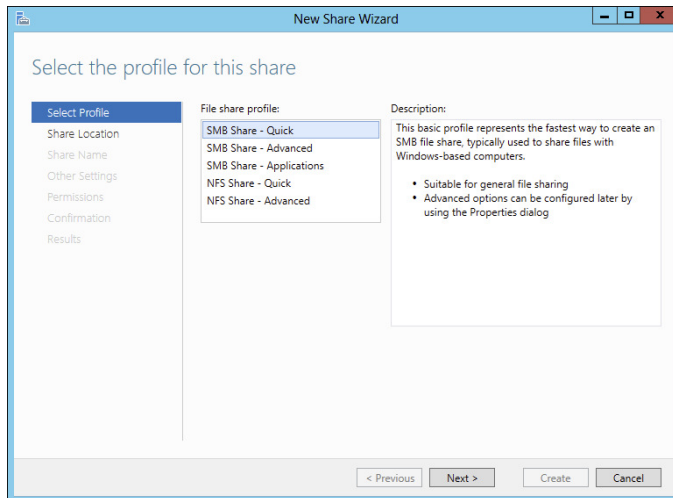 New Share Wizard
Select the profile for this share
Select Profile
Share Location
Share Name
Other Settings
Permissions
Confirmation
Results
File share profile:
SMB Share - Quick
SMB Share - Advanced
SMB Share - Applications
NFS Share - Quick
NFS Share - Advanced
Description:
This basic profile represents the fastest way to create an
SMB file share, typically used to share files with
Windows-based computers.
• Suitable for general file sharing
• Advanced options can be configured later by
using the Properties dialog
< Previous
Next >
Create
Cancel